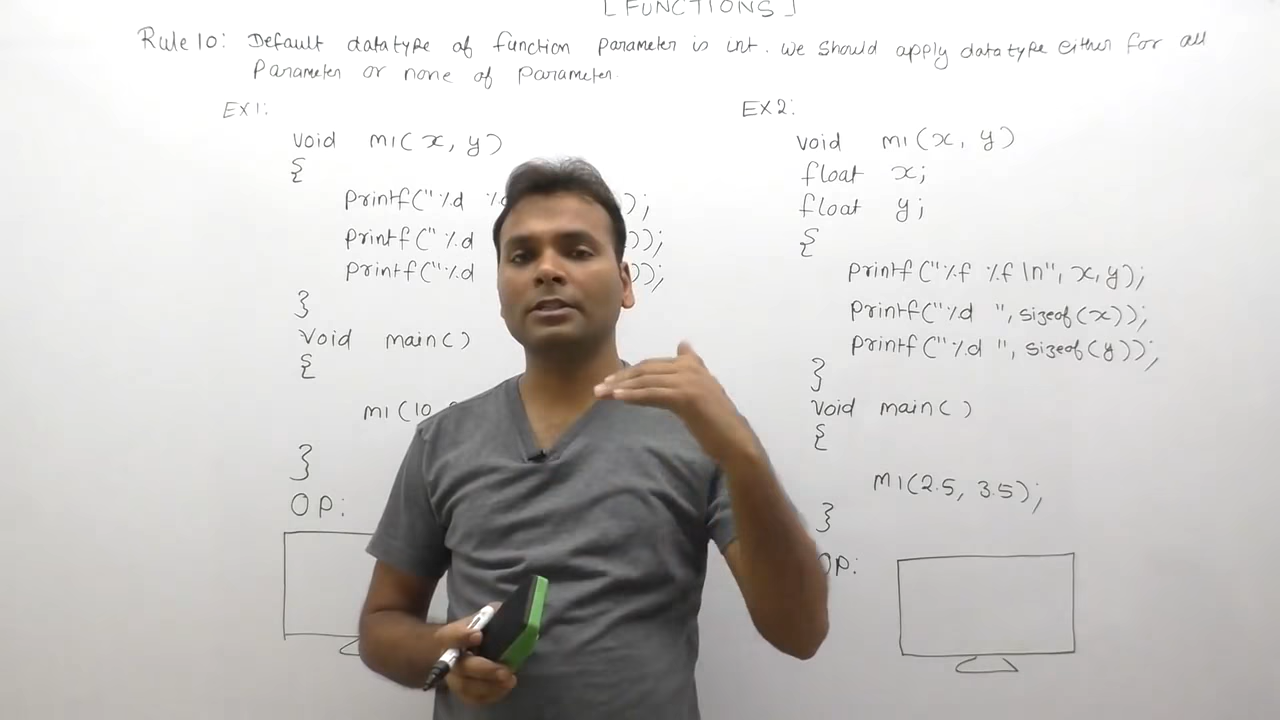 [FUNCTIONS]
Rule 10: Default datatype of function parameter is int. we should apply datatype either for all
parameter or none of parameter.
EX1:
void m1(x, y)
{
printf("%d %d );
printf("%d ));
printf("%d ));
}
void main()
{
m1(10,
}
OP:
EX2:
void m1(x, y)
float x;
float y;
{
printf("%f %f \n", x, y);
printf("%d ", sizeof(x));
printf("%d ", sizeof(y));
}
void main()
{
m1(2.5, 3.5);
}
OP: